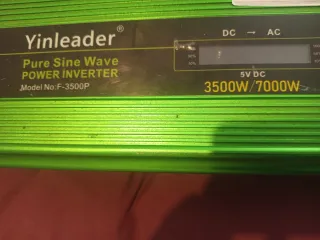 Yinleader®
DC → AC
Pure Sine Wave
POWER INVERTER
5V DC
Model No:F-3500P
3500W/7000W